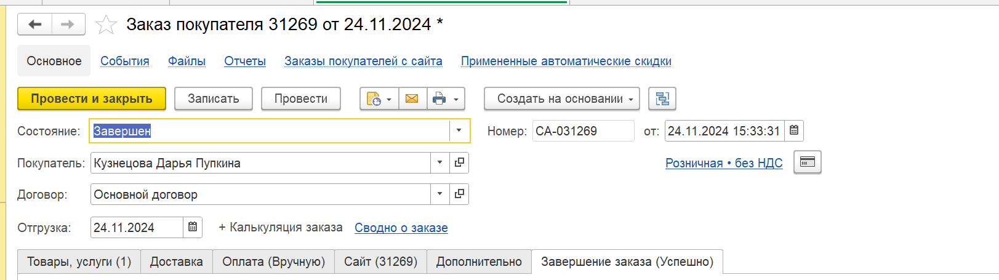 Заказ покупателя 31269 от 24.11.2024 *
Основное События Файлы Отчеты Заказы покупателей с сайта Примененные автоматические скидки
Провести и закрыть Записать Провести Создать на основании
Состояние: Завершен Номер: СА-031269 от: 24.11.2024 15:33:31
Покупатель: Кузнецова Дарья Пупкина Розничная • без НДС
Договор: Основной договор
Отгрузка: 24.11.2024 + Калькуляция заказа Сводно о заказе
Товары, услуги (1) Доставка Оплата (Вручную) Сайт (31269) Дополнительно Завершение заказа (Успешно)